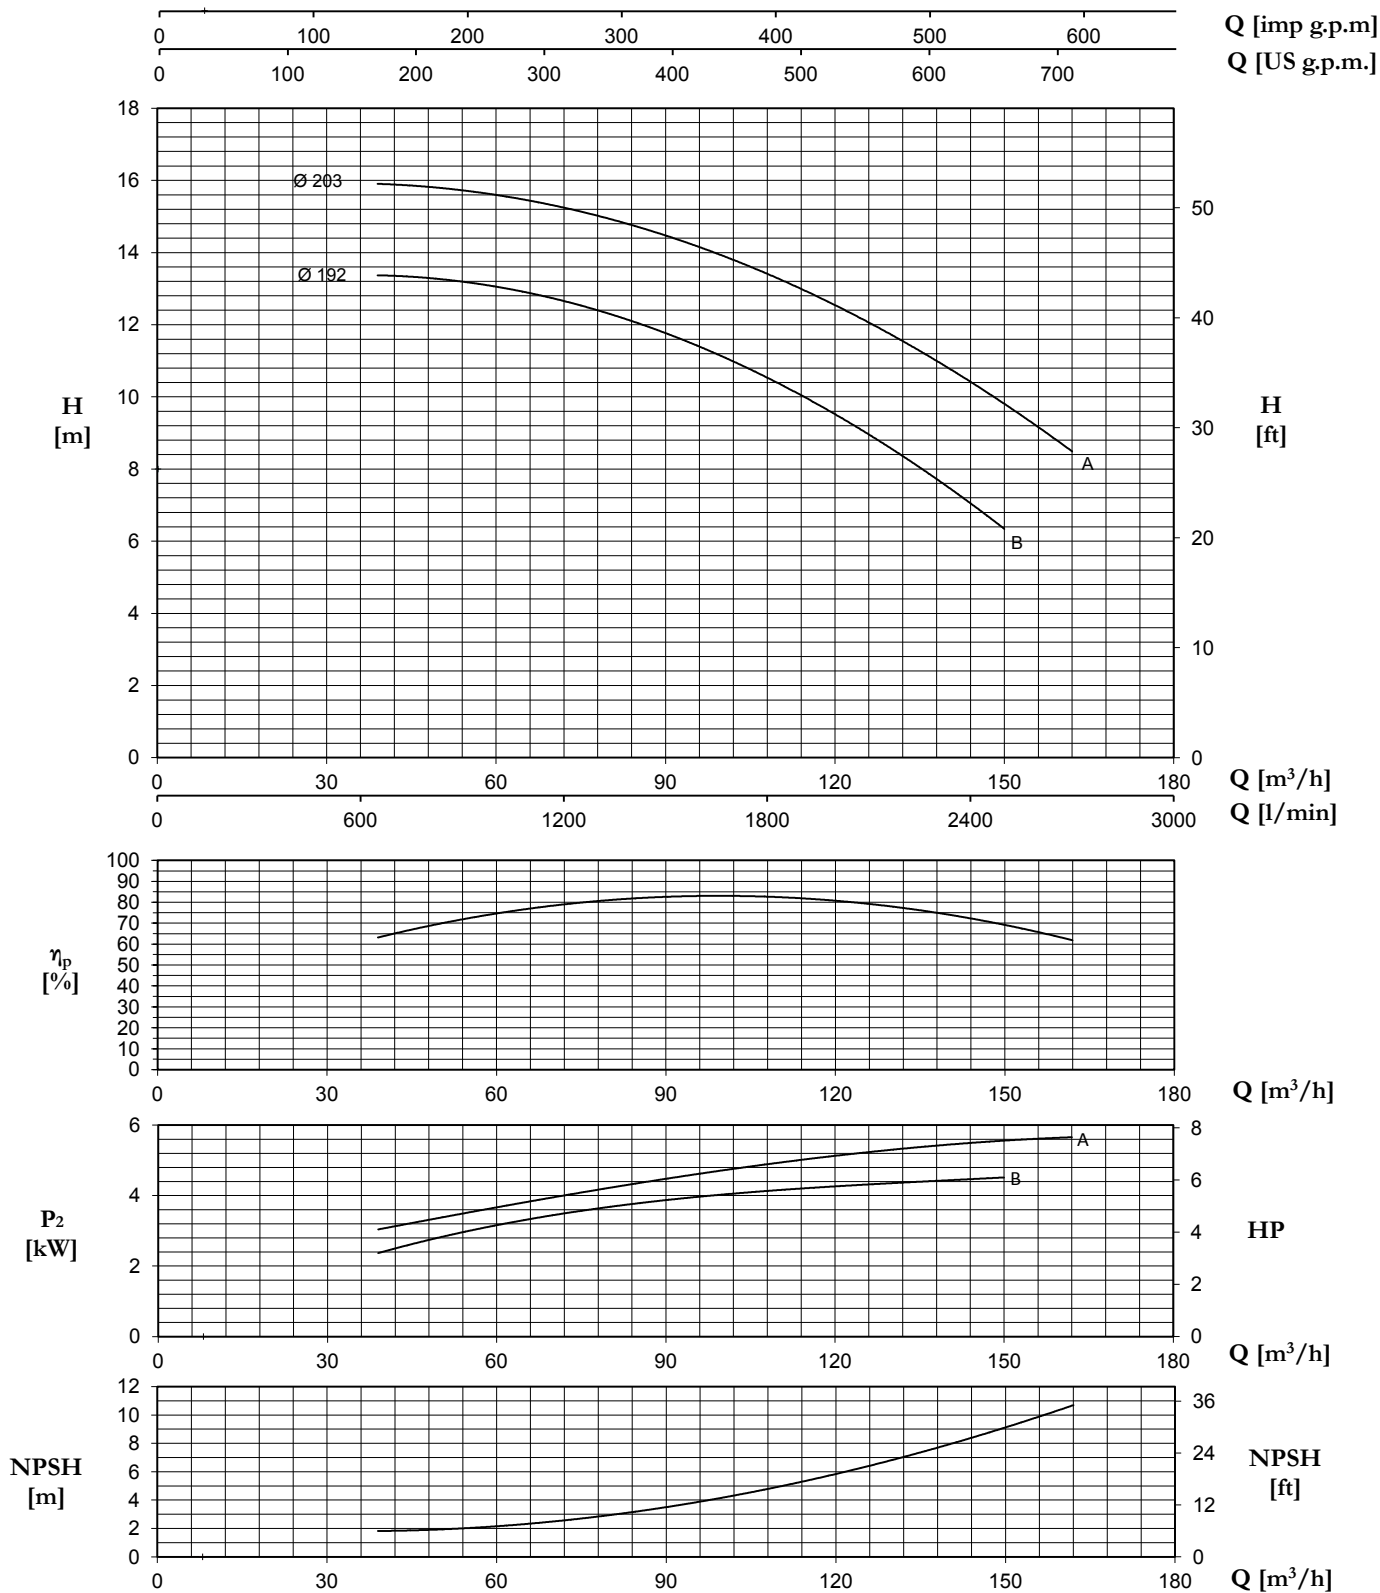 0 100 200 300 400 500 600 Q [imp g.p.m]
0 100 200 300 400 500 600 700 Q [US g.p.m.]
18
16 Ø 203 50
14
Ø 192
12 40
10
H [m]
H [ft]
30
8 A
6 B 20
4
10
2
0 0
0 30 60 90 120 150 180 Q [m³/h]
0 600 1200 1800 2400 3000 Q [l/min]
100
90
80
70
60
50
40
30
20
10
0
ηp [%]
0 30 60 90 120 150 180 Q [m³/h]
6 8
A
6
4 B
P2 [kW]
4 HP
2
2
0 0
0 30 60 90 120 150 180 Q [m³/h]
12
36
10
8
24
NPSH [m]
NPSH [ft]
6
4
12
2
0 0
0 30 60 90 120 150 180 Q [m³/h]